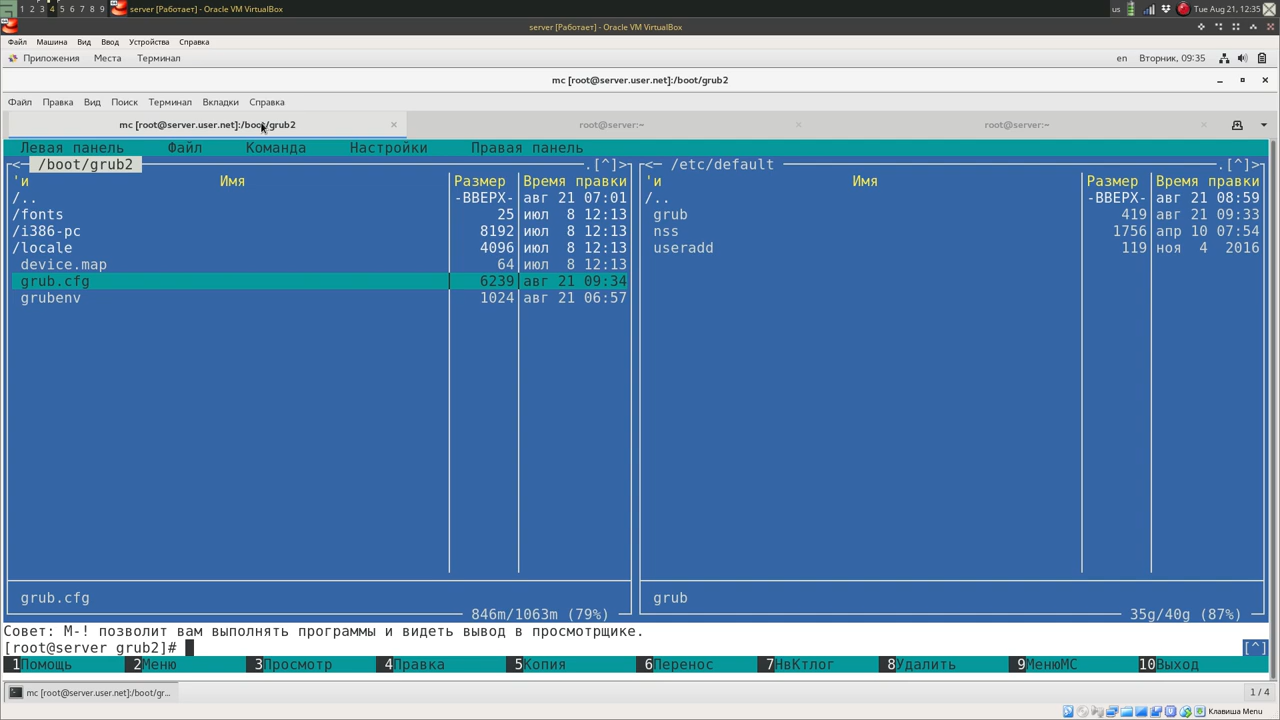 1 2 3 4 5 6 7 8 9 server [Работает] - Oracle VM VirtualBox us Tue Aug 21, 12:35
server [Работает] - Oracle VM VirtualBox
Файл Машина Вид Ввод Устройства Справка
Приложения Места Терминал en Вторник, 09:35
mc [root@server.user.net]:/boot/grub2
Файл Правка Вид Поиск Терминал Вкладки Справка
mc [root@server.user.net]:/boot/grub2 × root@server:~ × root@server:~ ×
Левая панель Файл Команда Настройки Правая панель
<─ /boot/grub2 .[^]> <─ /etc/default .[^]>
'и Имя Размер Время правки 'и Имя Размер Время правки
/.. -ВВЕРХ- авг 21 07:01 /.. -ВВЕРХ- авг 21 08:59
/fonts 25 июл 8 12:13 grub 419 авг 21 09:33
/i386-pc 8192 июл 8 12:13 nss 1756 апр 10 07:54
/locale 4096 июл 8 12:13 useradd 119 ноя 4 2016
device.map 64 июл 8 12:13
grub.cfg 6239 авг 21 09:34
grubenv 1024 авг 21 06:57
grub.cfg grub
846m/1063m (79%) 35g/40g (87%)
Совет: M-! позволит вам выполнять программы и видеть вывод в просмотрщике.
[root@server grub2]# [^]
1Помощь 2Меню 3Просмотр 4Правка 5Копия 6Перенос 7НвКтлог 8Удалить 9МенюMC 10Выход
mc [root@server.user.net]:/boot/gr... 1 / 4
Клавиша Menu